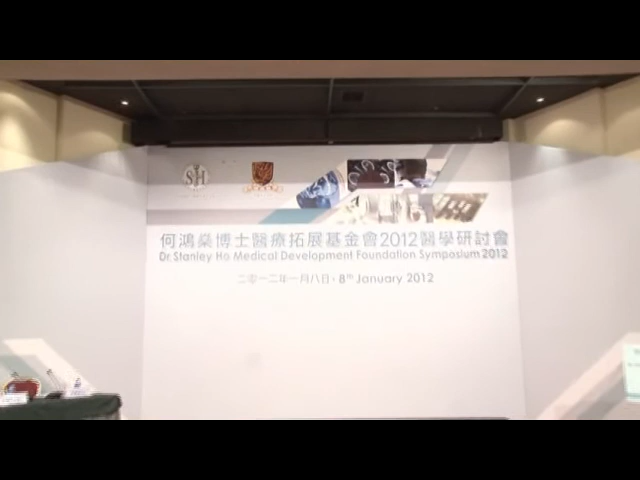 SH
何鴻燊博士醫療拓展基金會2012醫學研討會
Dr. Stanley Ho Medical Development Foundation Symposium 2012
二零一二年一月八日 · 8th January 2012